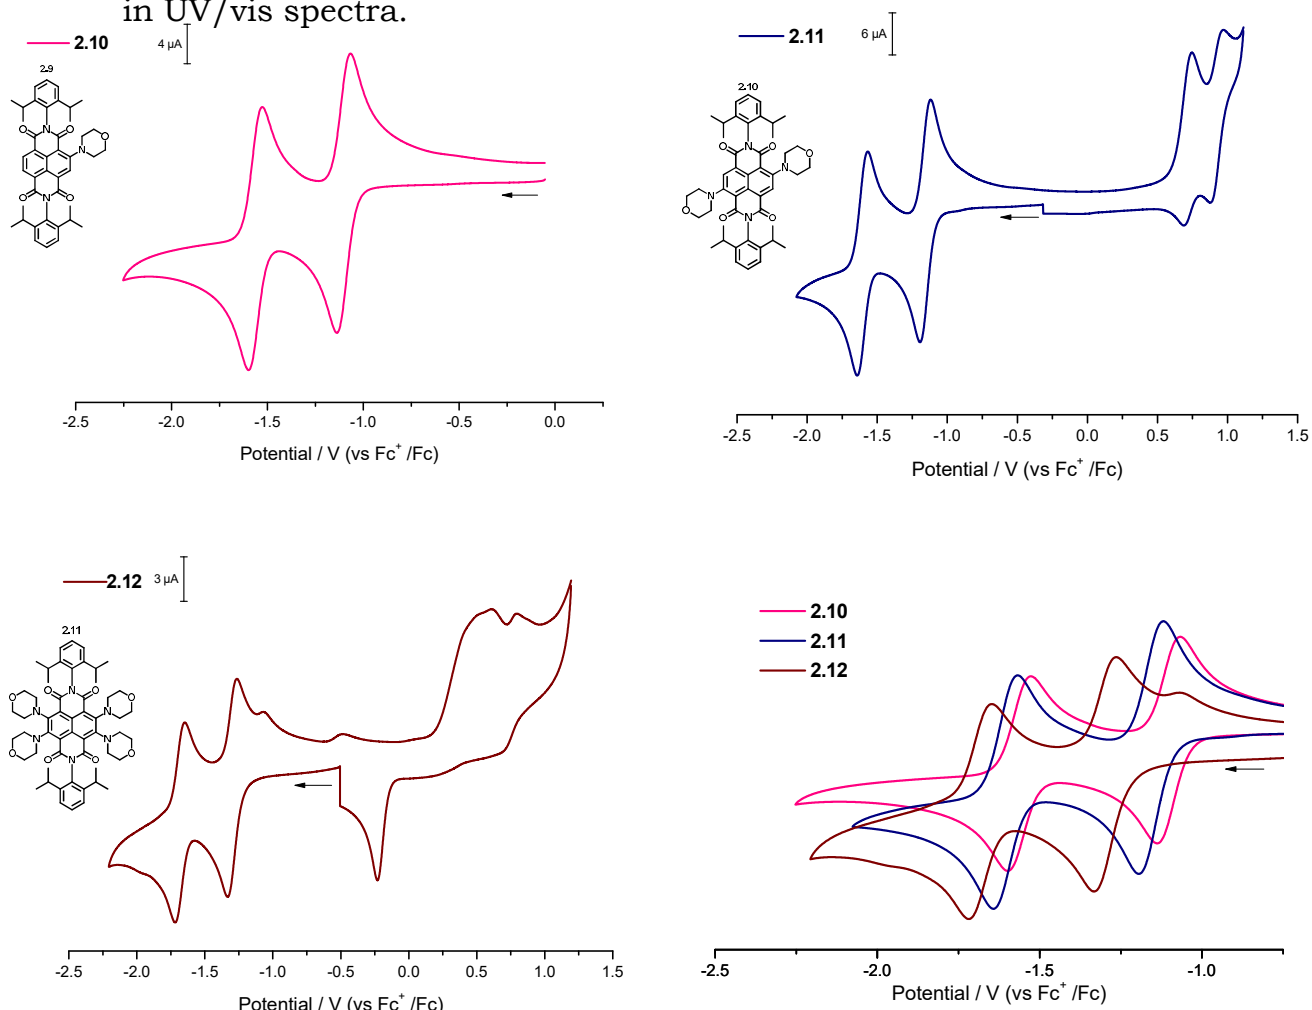 in UV/vis spectra.
2.10
4 µA
2.9
O
O
N
O
N
O
N
O
-2.5 -2.0 -1.5 -1.0 -0.5 0.0
Potential / V (vs Fc+ /Fc)
2.11
6 µA
2.10
O
O
N
O
N
N
O
O
N
O
-2.5 -2.0 -1.5 -1.0 -0.5 0.0 0.5 1.0 1.5
Potential / V (vs Fc+ /Fc)
2.12
3 µA
2.11
O
O
N
O
O
N
N
N
N
O
O
O
N
O
-2.5 -2.0 -1.5 -1.0 -0.5 0.0 0.5 1.0 1.5
Potential / V (vs Fc+ /Fc)
2.10
2.11
2.12
-2.5 -2.0 -1.5 -1.0
Potential / V (vs Fc+ /Fc)